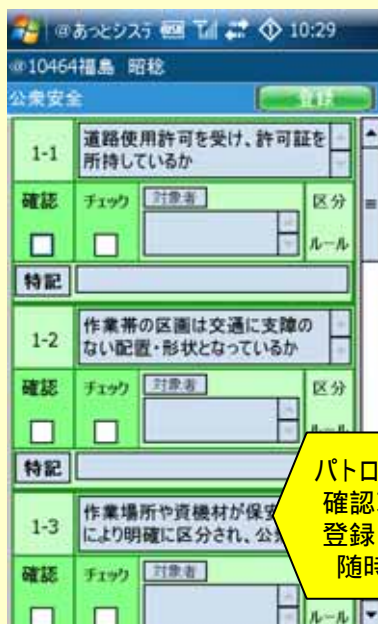 @あっとシステ 10:29
@10464福島 昭稔
公衆安全 登録
1-1 道路使用許可を受け、許可証を
所持しているか
確認 チェック 対象者 区分
ルール
特記
1-2 作業帯の区画は交通に支障の
ない配置・形状となっているか
確認 チェック 対象者 区分
特記
1-3 作業場所や資機材が保安
により明確に区分され、公
確認 チェック 対象者 区分
ルール
パトロ
確認
登録
随時